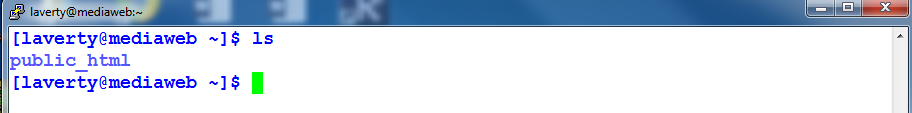 laverty@mediaweb:~
[laverty@mediaweb ~]$ ls
public_html
[laverty@mediaweb ~]$